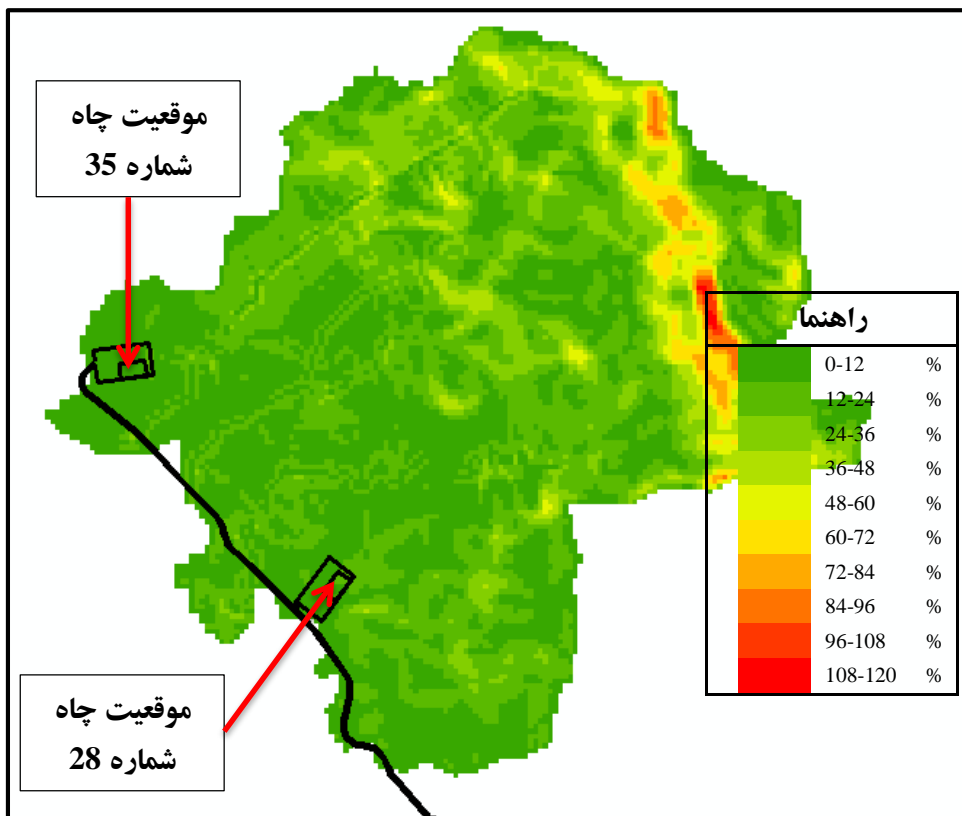 موقعیت چاه
شماره 35
راهنما
0-12 %
12-24 %
24-36 %
36-48 %
48-60 %
60-72 %
72-84 %
84-96 %
96-108 %
108-120 %
موقعیت چاه
شماره 28